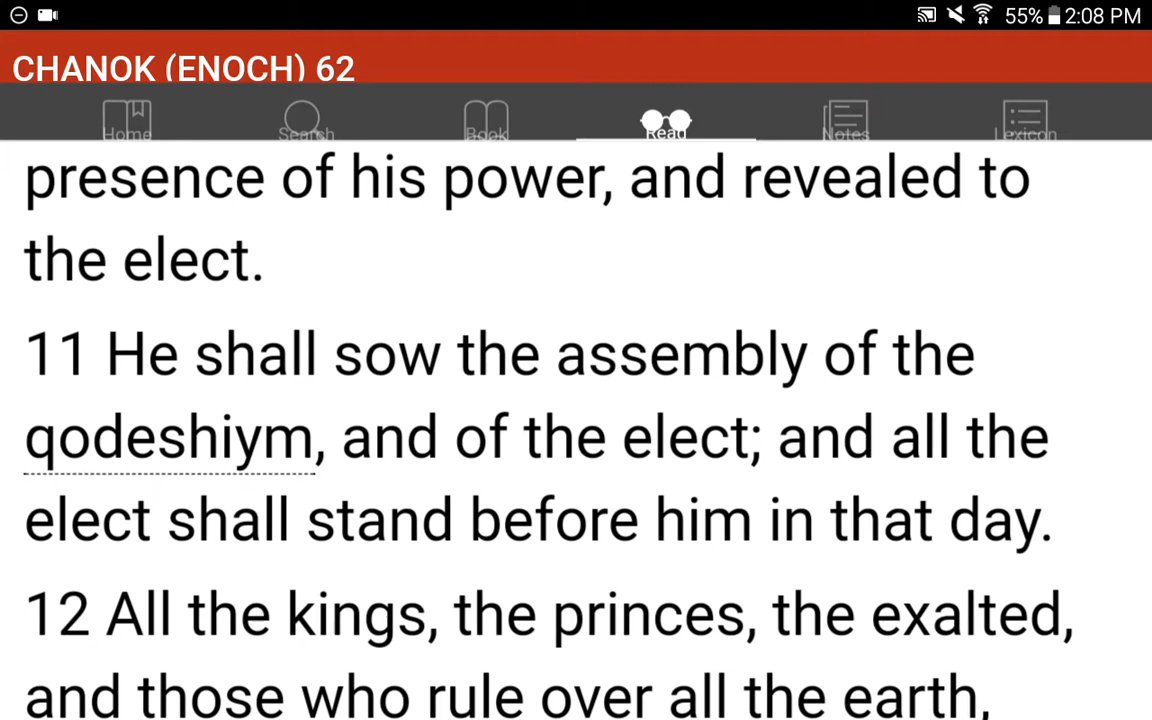 55% 2:08 PM
CHANOK (ENOCH) 62
Home Search Book Read Notes Lexicon
presence of his power, and revealed to
the elect.
11 He shall sow the assembly of the
qodeshiym, and of the elect; and all the
elect shall stand before him in that day.
12 All the kings, the princes, the exalted,
and those who rule over all the earth,